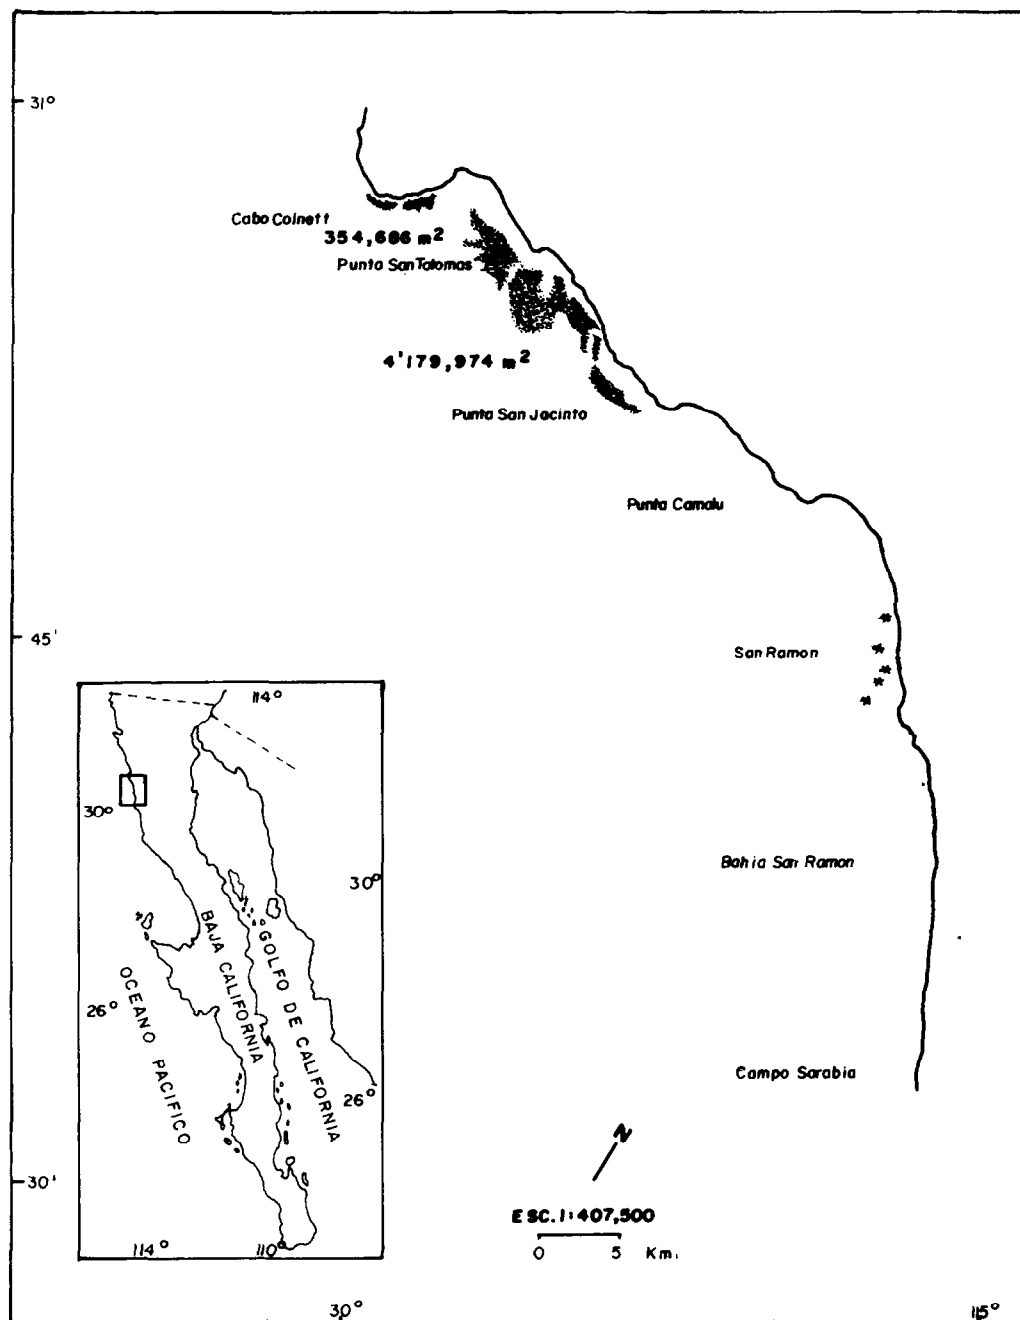 31°
Cabo Colnett
354,686 m²
Punta San Talomas
4'179,974 m²
Punta San Jacinto
Punta Camalu
45'
San Ramon
114°
30°
30°
Bahia San Ramon
BAJA CALIFORNIA
GOLFO DE CALIFORNIA
OCEANO PACIFICO
26°
26°
Campo Sarabia
N
30'
ESC. 1:407,500
0 5 Km.
114° 110°
30° 115°